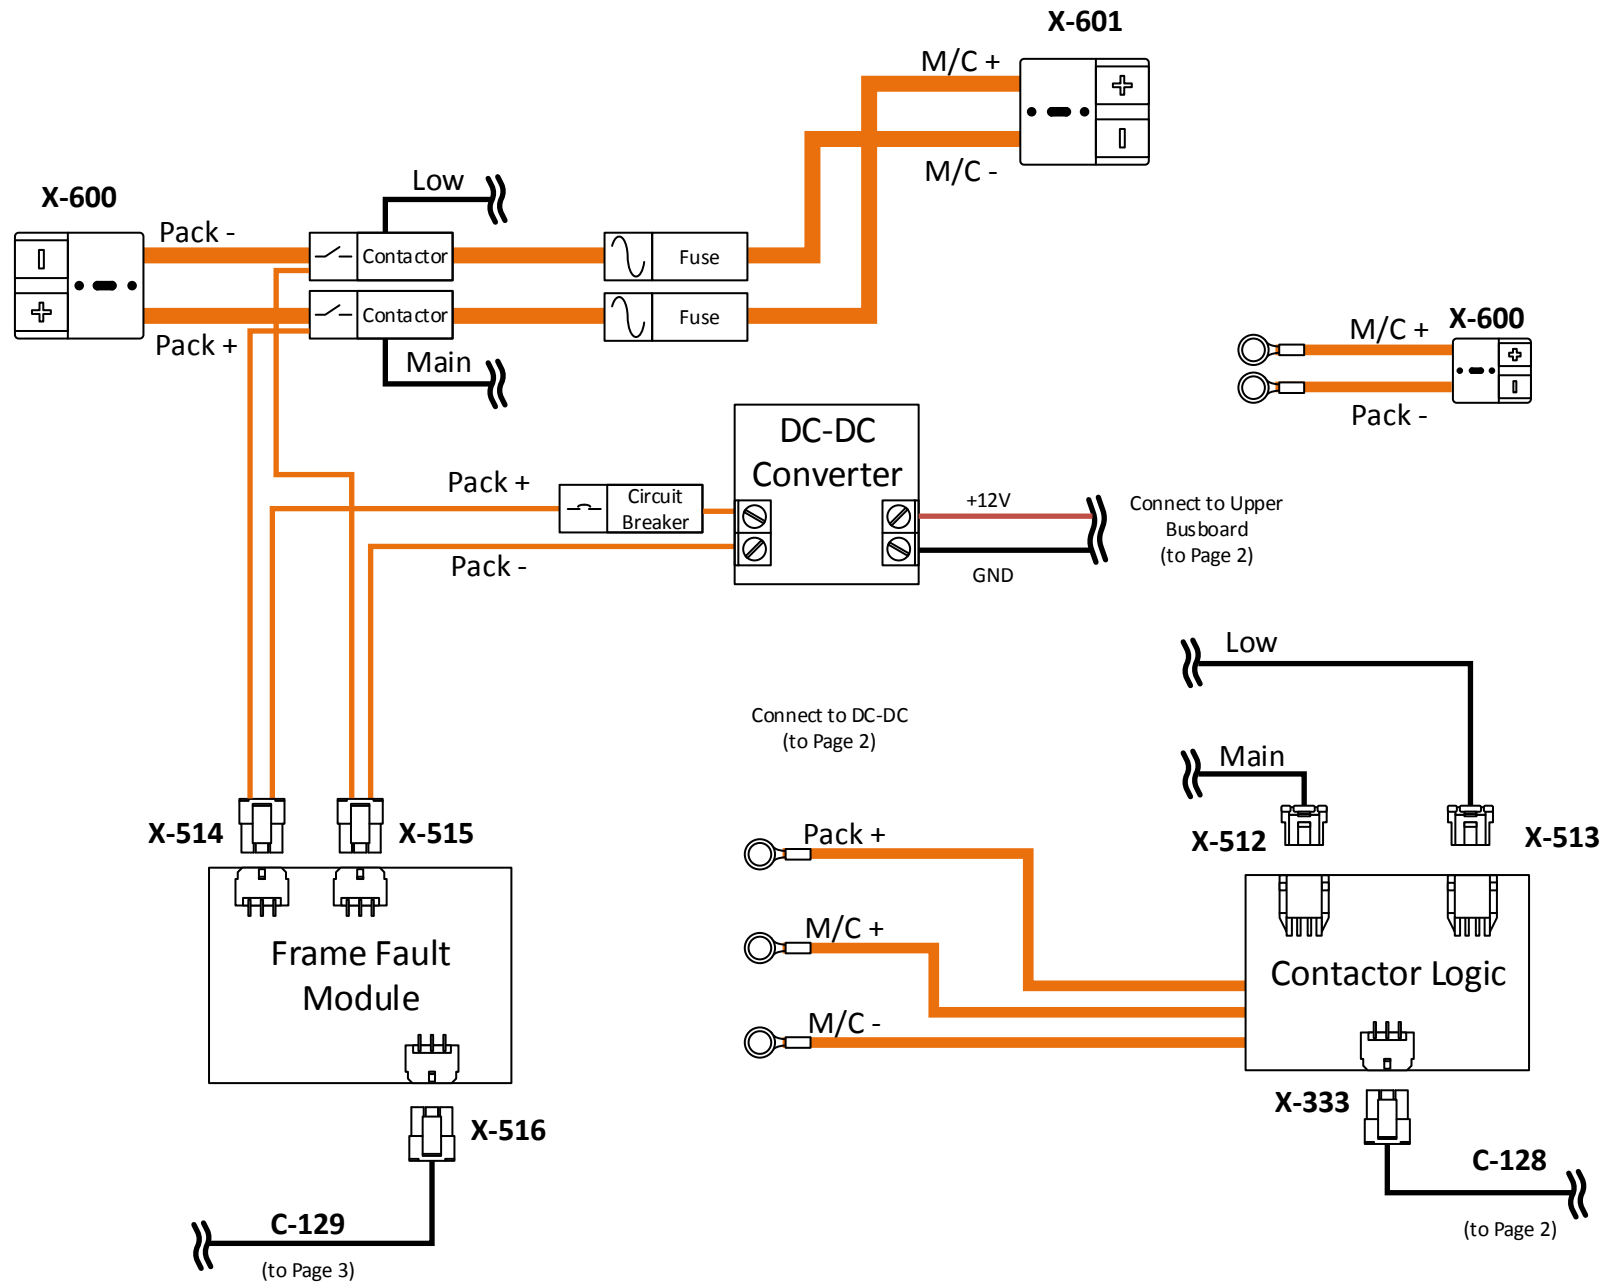 X-601
M/C +
M/C -
Low
X-600
Pack -
Contactor
Fuse
Contactor
Fuse
Pack +
Main
M/C +
X-600
Pack -
DC-DC
Converter
Pack +
Circuit
Breaker
Pack -
+12V
GND
Connect to Upper
Busboard
(to Page 2)
Low
Connect to DC-DC
(to Page 2)
Main
X-514
X-515
Pack +
X-512
X-513
M/C +
Frame Fault
Module
Contactor Logic
M/C -
X-333
X-516
C-128
(to Page 2)
C-129
(to Page 3)